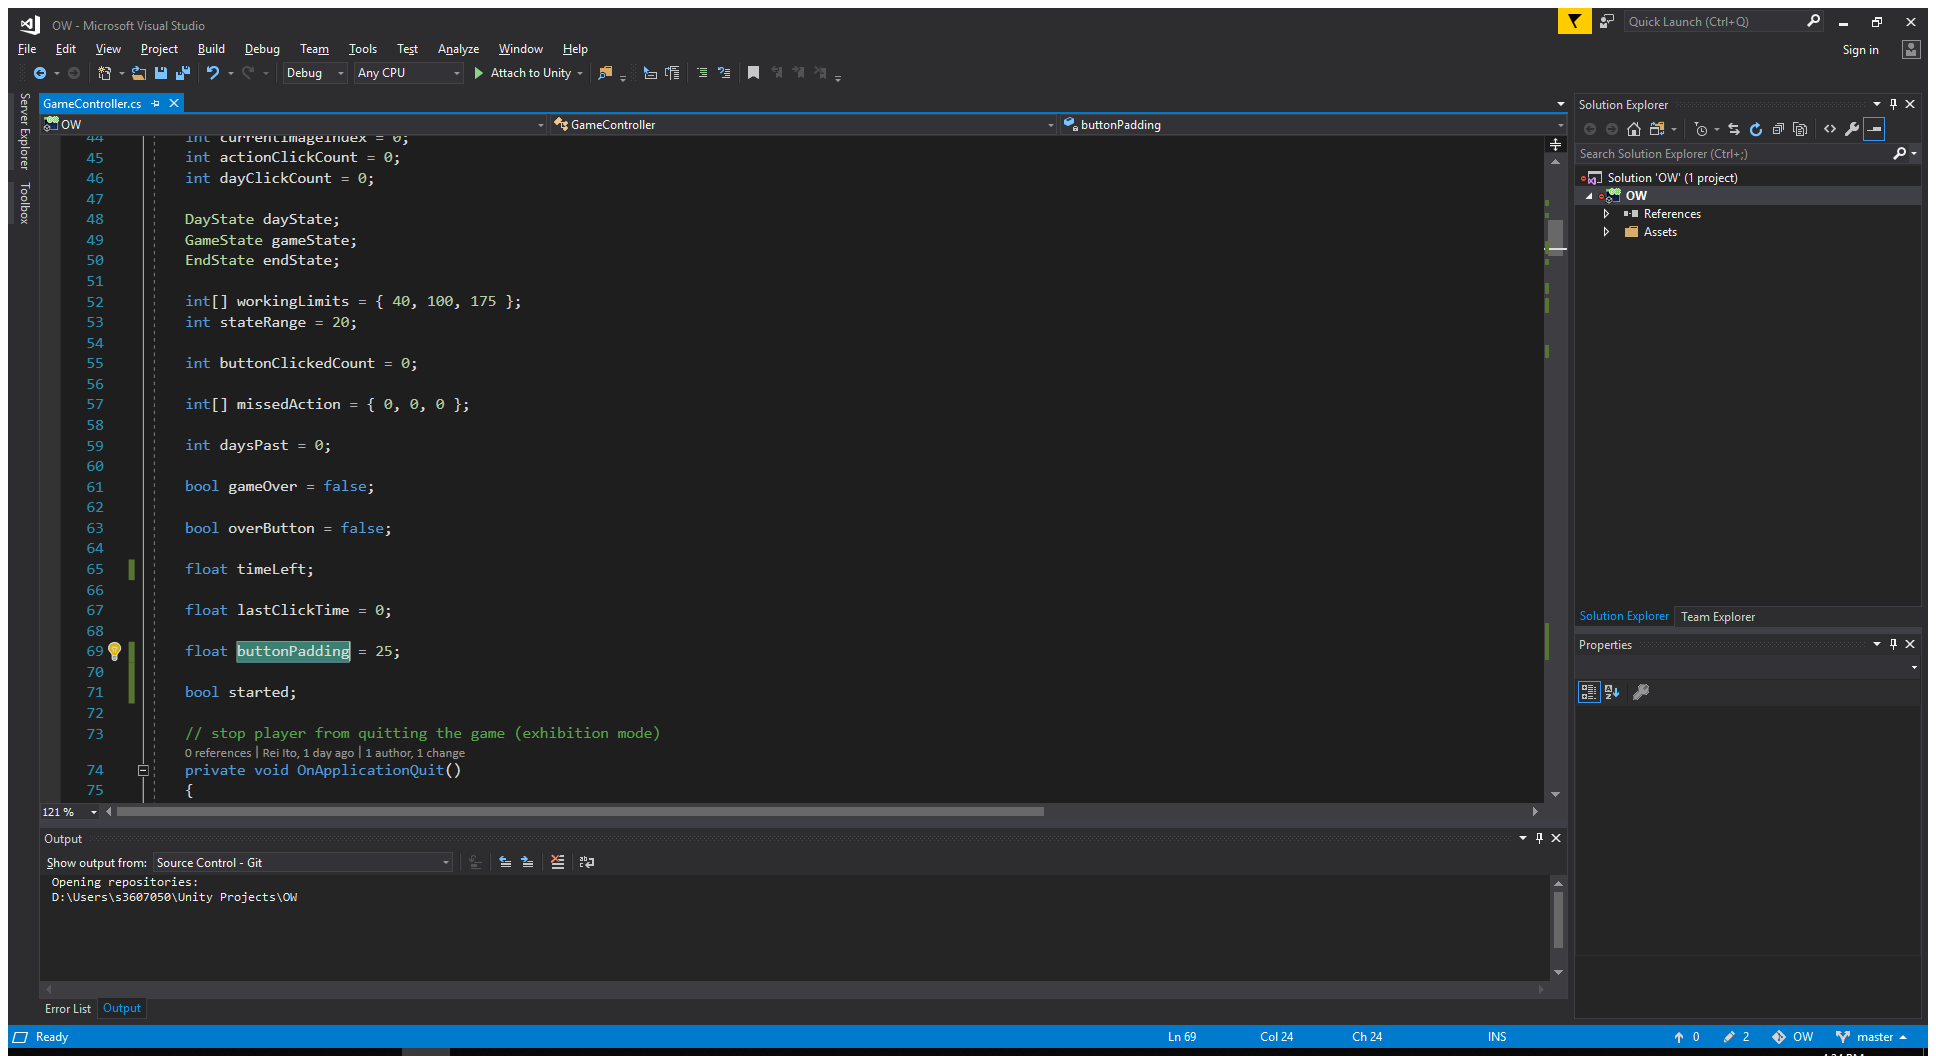 OW - Microsoft Visual Studio
Quick Launch (Ctrl+Q)
File Edit View Project Build Debug Team Tools Test Analyze Window Help
Sign in
Debug Any CPU Attach to Unity
Server Explorer
Toolbox
GameController.cs
OW GameController buttonPadding
44 int currentImageIndex = 0;
45 int actionClickCount = 0;
46 int dayClickCount = 0;
47
48 DayState dayState;
49 GameState gameState;
50 EndState endState;
51
52 int[] workingLimits = { 40, 100, 175 };
53 int stateRange = 20;
54
55 int buttonClickedCount = 0;
56
57 int[] missedAction = { 0, 0, 0 };
58
59 int daysPast = 0;
60
61 bool gameOver = false;
62
63 bool overButton = false;
64
65 float timeLeft;
66
67 float lastClickTime = 0;
68
69 float buttonPadding = 25;
70
71 bool started;
72
73 // stop player from quitting the game (exhibition mode)
0 references | Rei Ito, 1 day ago | 1 author, 1 change
74 private void OnApplicationQuit()
75 {
121 %
Output
Show output from: Source Control - Git
Opening repositories:
D:\Users\s3607050\Unity Projects\OW
Error List Output
Solution Explorer
Search Solution Explorer (Ctrl+;)
Solution 'OW' (1 project)
OW
References
Assets
Solution Explorer Team Explorer
Properties
Ready Ln 69 Col 24 Ch 24 INS 0 2 OW master